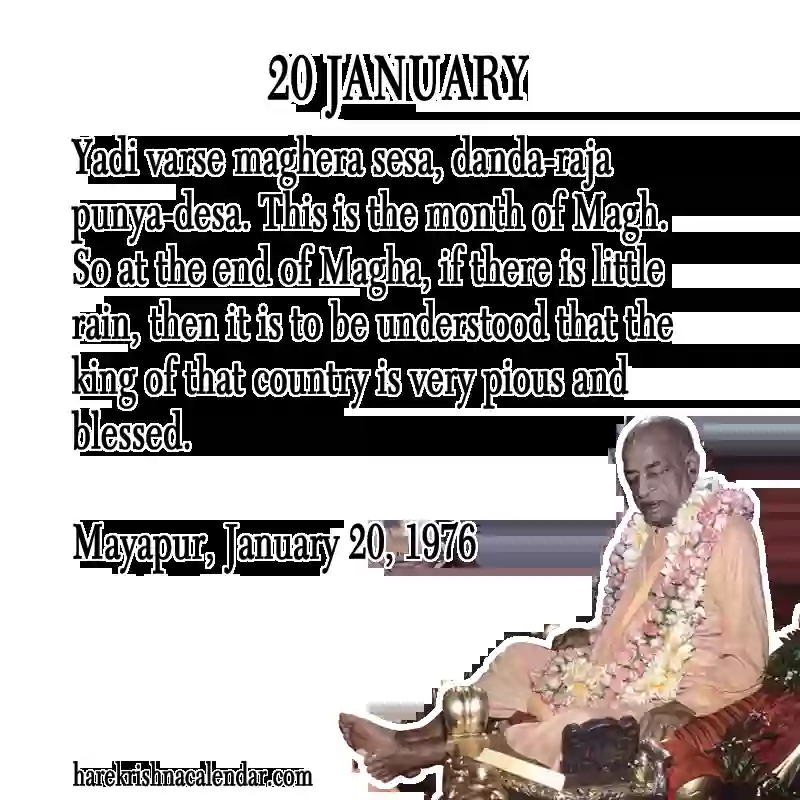 20 JANUARY
Yadi varse maghera sesa, danda-raja
punya-desa. This is the month of Magh.
So at the end of Magha, if there is little
rain, then it is to be understood that the
king of that country is very pious and
blessed.
Mayapur, January 20, 1976
harekrishnacalendar.com